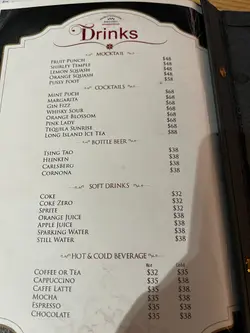 Drinks
MOCKTAIL
FRUIT PUNCH $48
SHIRLEY TEMPLE $48
LEMON SQUASH $48
ORANGE SQUASH $48
PUSSY FOOT $58
COCKTAILS
MINT PUCH $68
MARGARITA $68
GIN FIZZ $68
WHISKY SOUR $68
ORANGE BLOSSOM $68
PINK LADY $68
TEQUILA SUNRISE $68
LONG ISLAND ICE TEA $88
BOTTLE BEER
TSING TAO $38
HEINKEN $38
CARLSBERG $38
CORNONA $38
SOFT DRINKS
COKE $32
COKE ZERO $32
SPRITE $32
ORANGE JUICE $38
APPLE JUICE $38
SPARKING WATER $38
STILL WATER $38
HOT & COLD BEVERAGE
Hot Cold
COFFEE OR TEA $32 $35
CAPPUCCINO $35 $38
CAFFE LATTE $35 $38
MOCHA $35 $38
ESPRESSO $35 $38
CHOCOLATE $35 $38